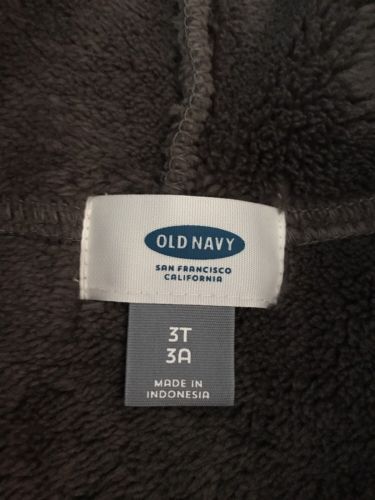 OLD NAVY
SAN FRANCISCO
CALIFORNIA
3T
3A
MADE IN
INDONESIA